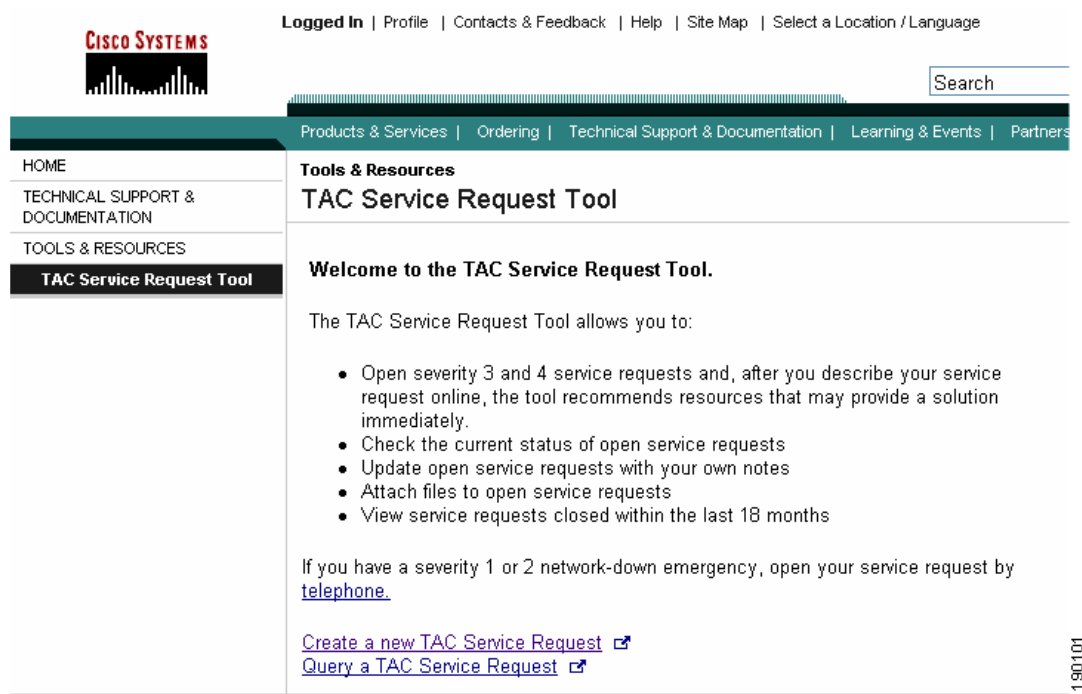 CISCO SYSTEMS
Logged In | Profile | Contacts & Feedback | Help | Site Map | Select a Location / Language
Search
Products & Services | Ordering | Technical Support & Documentation | Learning & Events | Partners
HOME
TECHNICAL SUPPORT &
DOCUMENTATION
TOOLS & RESOURCES
TAC Service Request Tool
Tools & Resources
TAC Service Request Tool
Welcome to the TAC Service Request Tool.
The TAC Service Request Tool allows you to:
• Open severity 3 and 4 service requests and, after you describe your service
request online, the tool recommends resources that may provide a solution
immediately.
• Check the current status of open service requests
• Update open service requests with your own notes
• Attach files to open service requests
• View service requests closed within the last 18 months
If you have a severity 1 or 2 network-down emergency, open your service request by
telephone.
Create a new TAC Service Request
Query a TAC Service Request
190101